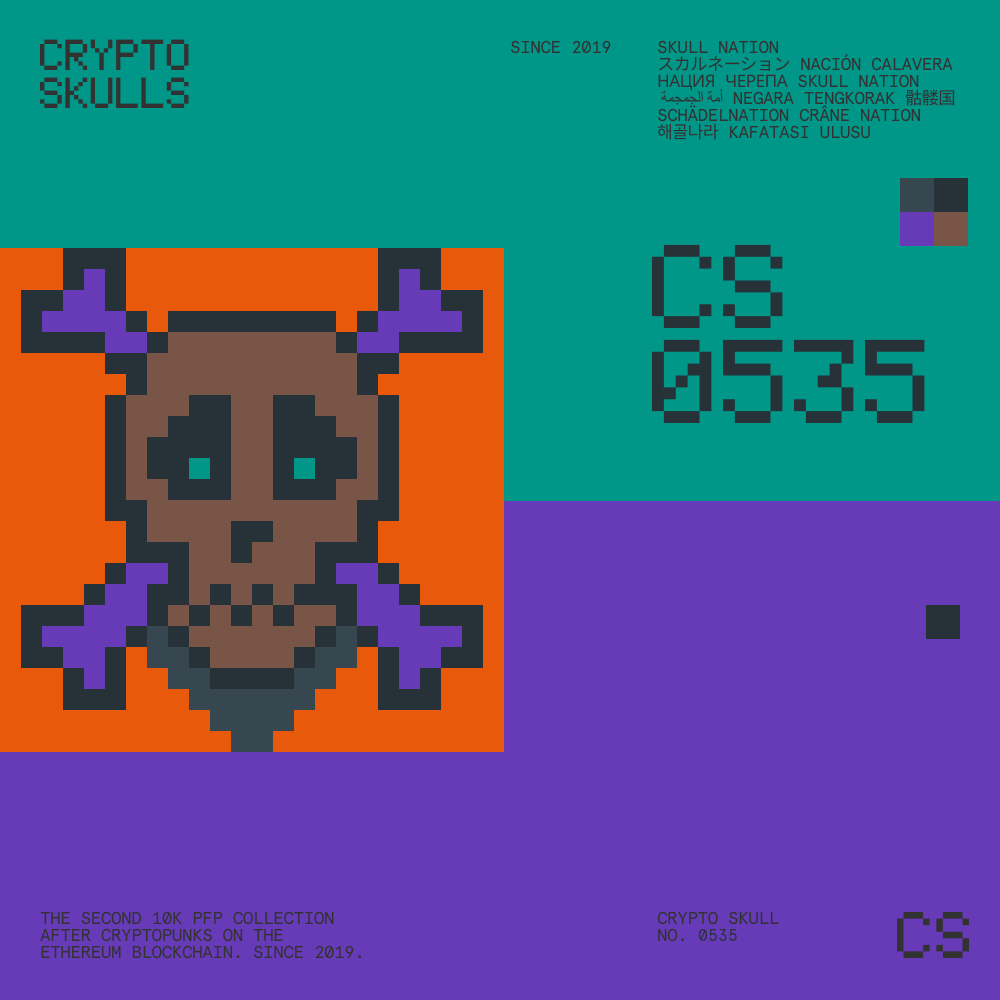 CRYPTO
SKULLS
SINCE 2019
SKULL NATION
スカルネーション NACIÓN CALAVERA
НАЦИЯ ЧЕРЕПА SKULL NATION
أمة الجمجمة NEGARA TENGKORAK 骷髅国
SCHÄDELNATION CRÂNE NATION
해골나라 KAFATASI ULUSU
CS
0535
THE SECOND 10K PFP COLLECTION
AFTER CRYPTOPUNKS ON THE
ETHEREUM BLOCKCHAIN. SINCE 2019.
CRYPTO SKULL
NO. 0535
CS